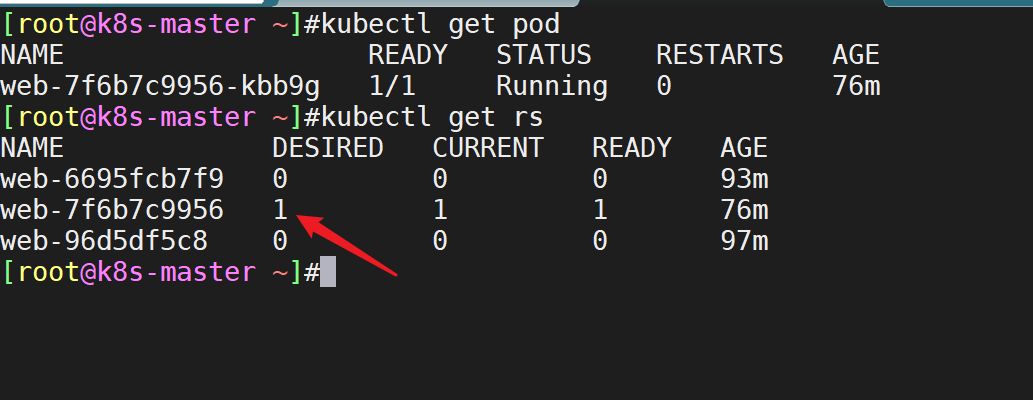 [root@k8s-master ~]#kubectl get pod
NAME                   READY   STATUS    RESTARTS   AGE
web-7f6b7c9956-kbb9g   1/1     Running   0          76m
[root@k8s-master ~]#kubectl get rs
NAME             DESIRED   CURRENT   READY   AGE
web-6695fcb7f9   0         0         0       93m
web-7f6b7c9956   1         1         1       76m
web-96d5df5c8    0         0         0       97m
[root@k8s-master ~]#